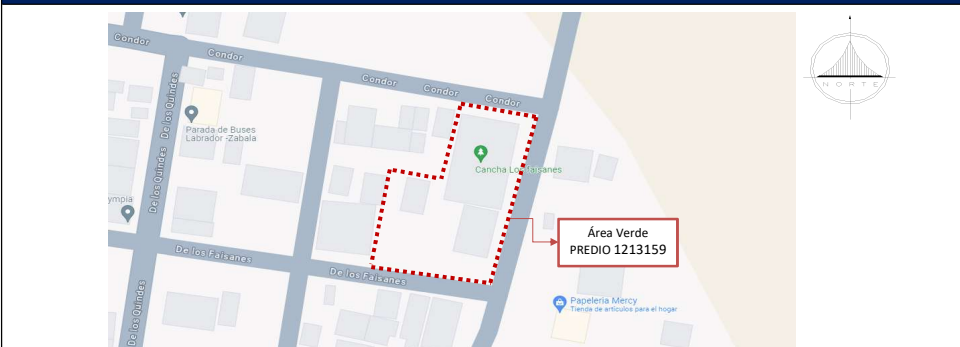 Condor
Condor
Condor
Condor
Condor
De los Quindes
De los Quindes
Parada de Buses
Labrador -Zabala
Cancha Los Faisanes
ympia
Área Verde
PREDIO 1213159
De los Faisanes
De los Faisanes
De los Quindes
Papeleria Mercy
Tienda de artículos para el hogar
NORTE